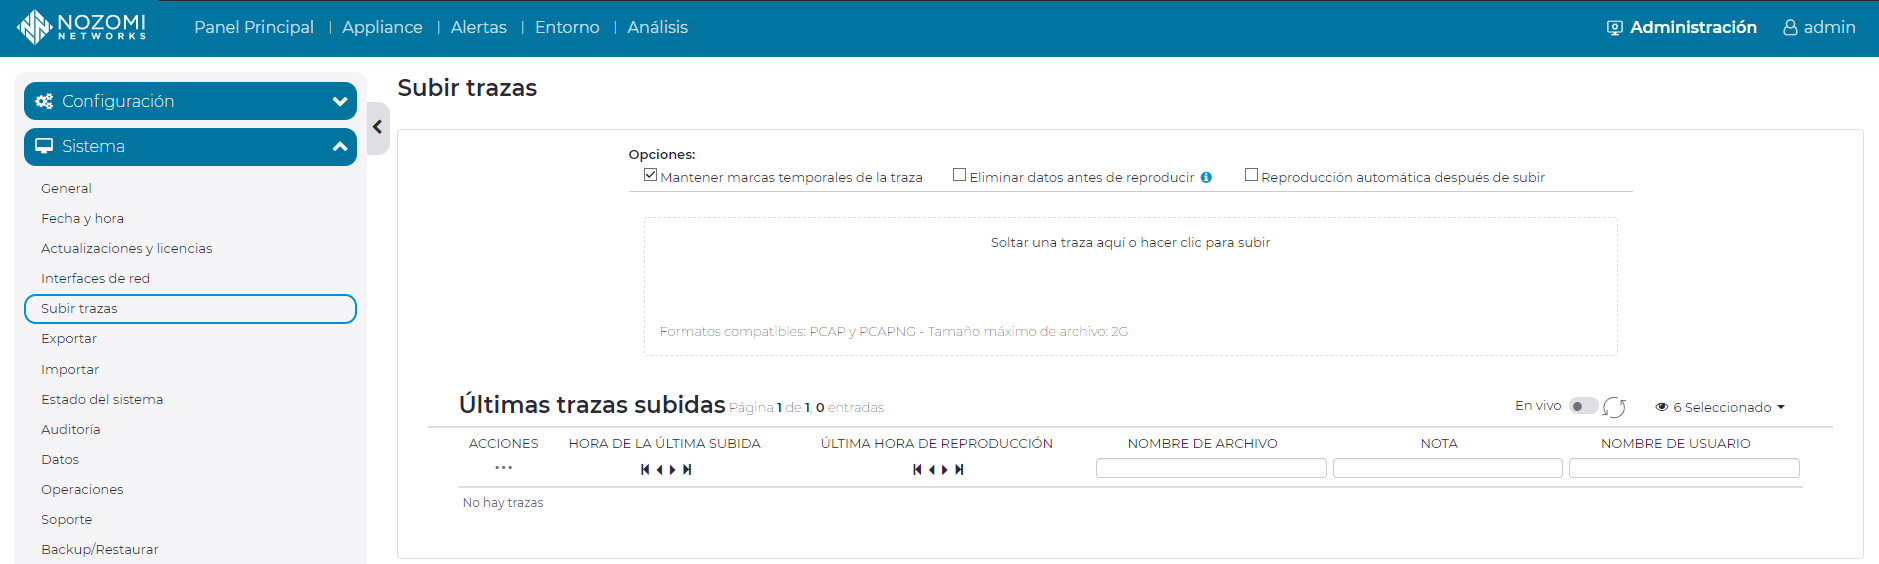 NOZOMI
NETWORKS
Panel Principal | Appliance | Alertas | Entorno | Análisis
Administración
admin
Configuración
Sistema
General
Fecha y hora
Actualizaciones y licencias
Interfaces de red
Subir trazas
Exportar
Importar
Estado del sistema
Auditoría
Datos
Operaciones
Soporte
Backup/Restaurar
Subir trazas
Opciones:
Mantener marcas temporales de la traza Eliminar datos antes de reproducir Reproducción automática después de subir
Soltar una traza aquí o hacer clic para subir
Formatos compatibles: PCAP y PCAPNG - Tamaño máximo de archivo: 2G
Últimas trazas subidas Página 1 de 1, 0 entradas
En vivo 6 Seleccionado
ACCIONES HORA DE LA ÚLTIMA SUBIDA ÚLTIMA HORA DE REPRODUCCIÓN NOMBRE DE ARCHIVO NOTA NOMBRE DE USUARIO
No hay trazas